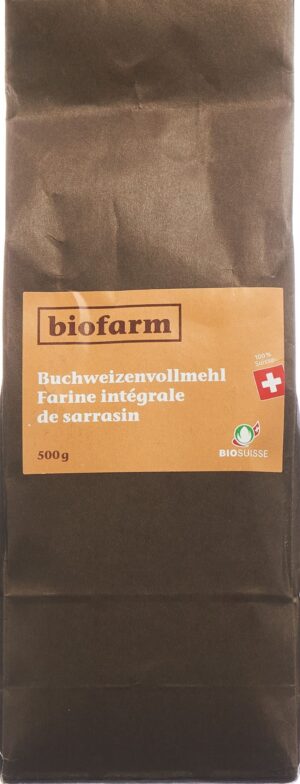 biofarm
100%
Suisse
Buchweizenvollmehl
Farine intégrale
de sarrasin
500g
BIOSUISSE